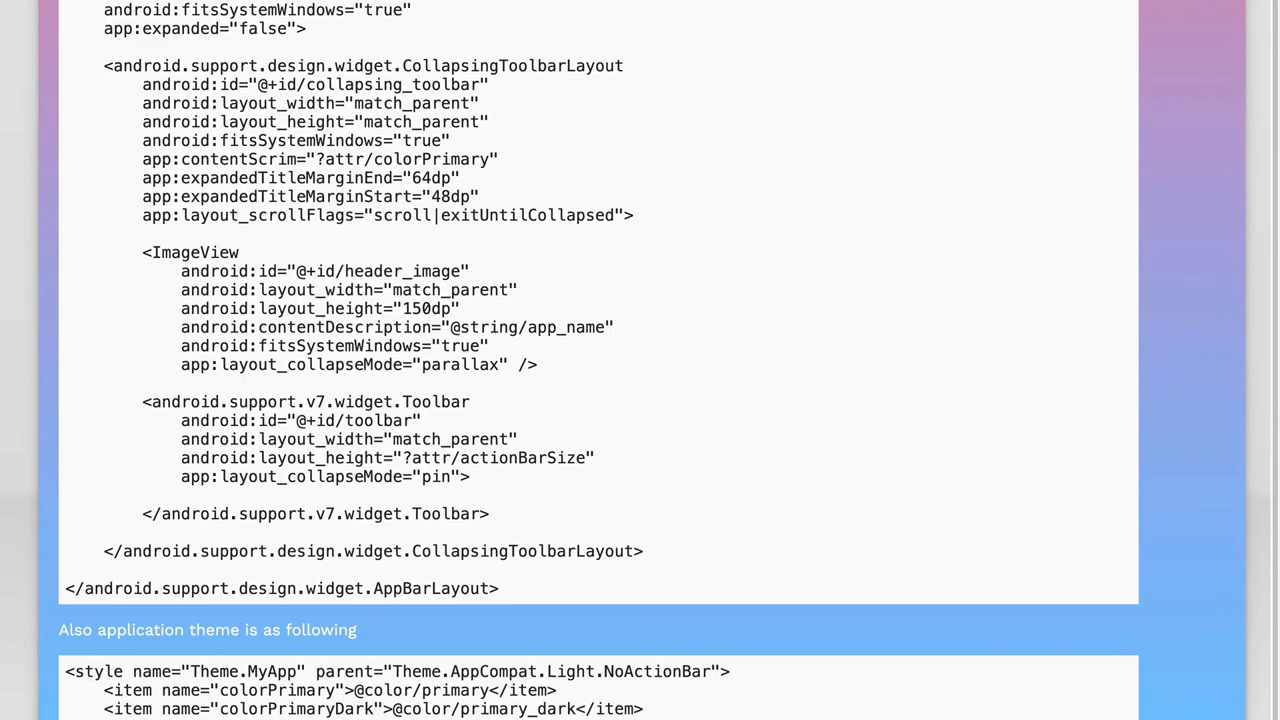 android:fitsSystemWindows="true"
app:expanded="false">
<android.support.design.widget.CollapsingToolbarLayout
android:id="@+id/collapsing_toolbar"
android:layout_width="match_parent"
android:layout_height="match_parent"
android:fitsSystemWindows="true"
app:contentScrim="?attr/colorPrimary"
app:expandedTitleMarginEnd="64dp"
app:expandedTitleMarginStart="48dp"
app:layout_scrollFlags="scroll|exitUntilCollapsed">
<ImageView
android:id="@+id/header_image"
android:layout_width="match_parent"
android:layout_height="150dp"
android:contentDescription="@string/app_name"
android:fitsSystemWindows="true"
app:layout_collapseMode="parallax" />
<android.support.v7.widget.Toolbar
android:id="@+id/toolbar"
android:layout_width="match_parent"
android:layout_height="?attr/actionBarSize"
app:layout_collapseMode="pin">
</android.support.v7.widget.Toolbar>
</android.support.design.widget.CollapsingToolbarLayout>
</android.support.design.widget.AppBarLayout>
Also application theme is as following
<style name="Theme.MyApp" parent="Theme.AppCompat.Light.NoActionBar">
<item name="colorPrimary">@color/primary</item>
<item name="colorPrimaryDark">@color/primary_dark</item>